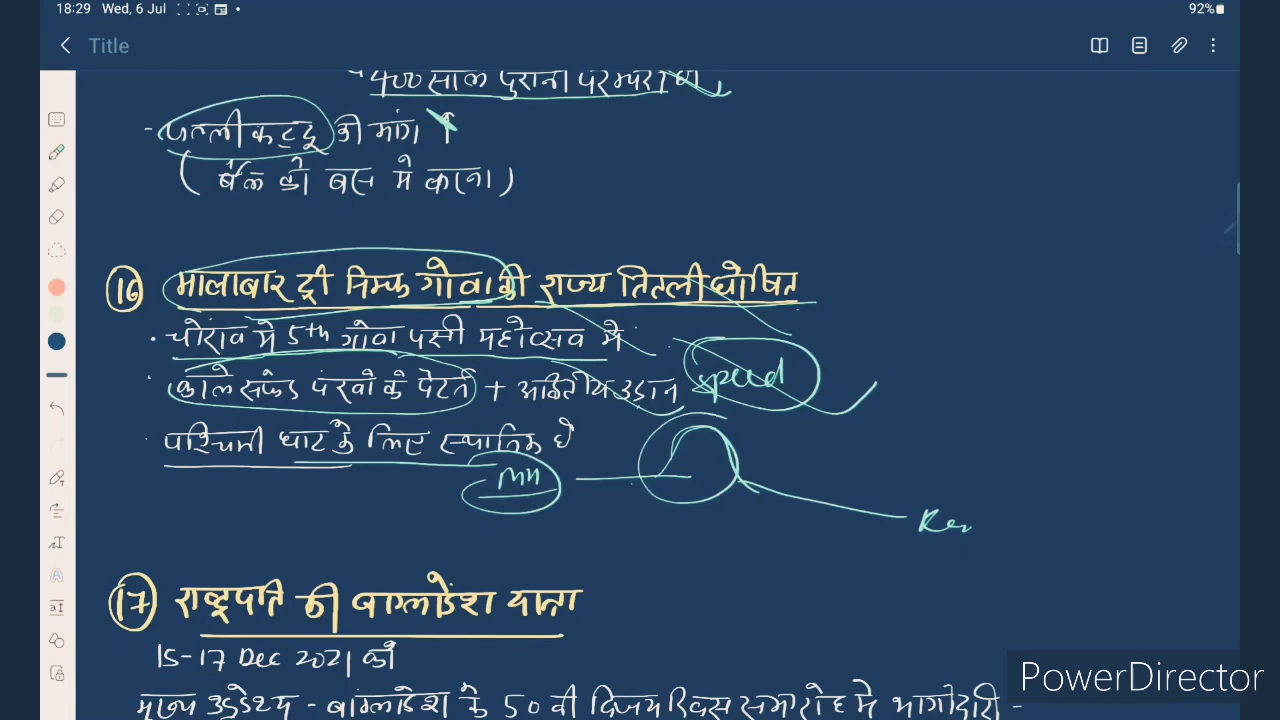 18:29 Wed, 6 Jul
92%
Title
400 साल पुरानी परम्परा
- जल्लीकट्टू की मांग ↑
( बैल को बस में करना )
16 मालाबार ट्री निम्फ गोवा की राज्य तितली घोषित
· चोराव में 5th गोवा पक्षी महोत्सव में
· काले सफेड पंखों के पैटर्न + अद्वितीय उडान speed
· पश्चिमी घाट के लिए स्थानिक है
MH
Ker
17 राष्ट्रपति की बाग्लादेश यात्रा
15-17 Dec 2021 को
मुख्य उद्देश्य - बांग्लादेश के 50 वी विजय दिवस समारोह में भागीदारी -
PowerDirector